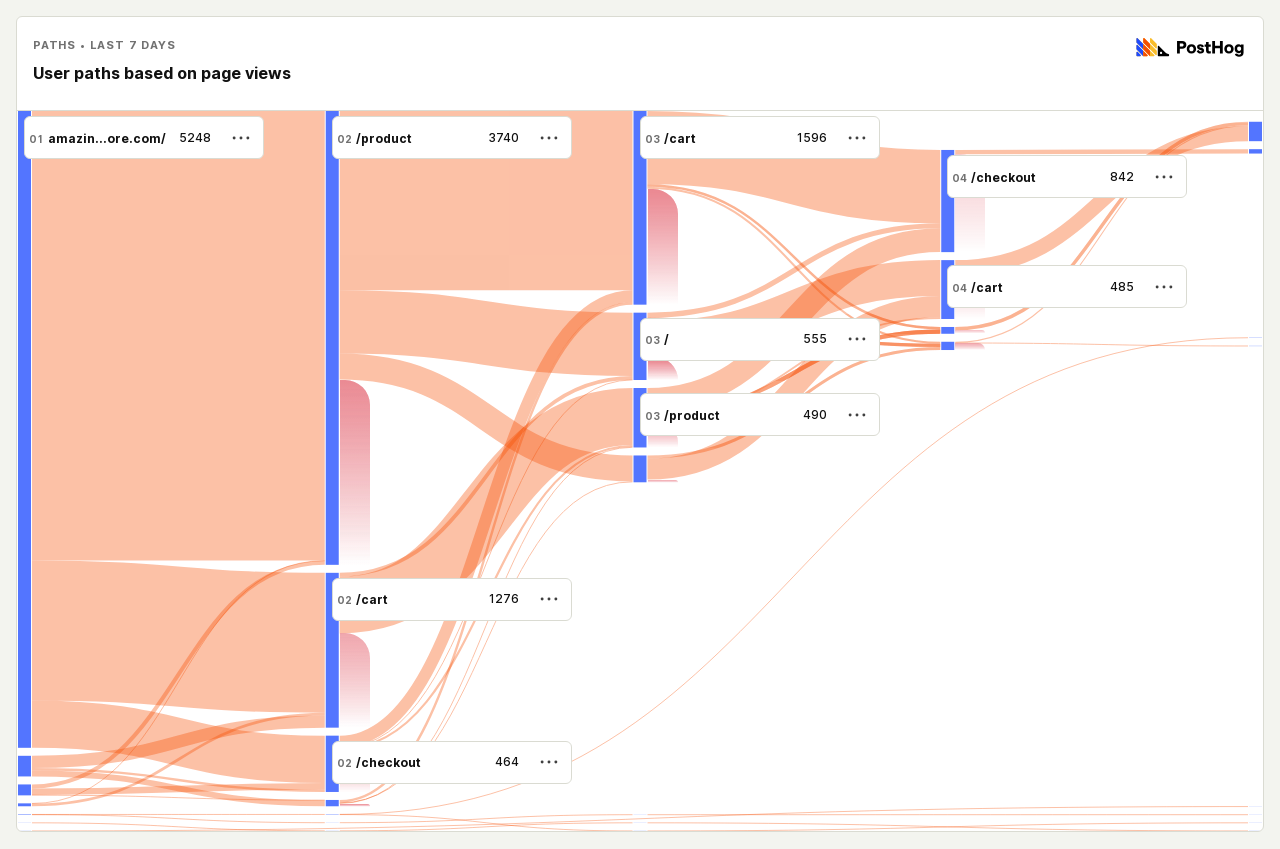 PATHS • LAST 7 DAYS
User paths based on page views
PostHog
01 amazin...ore.com/ 5248
02 /product 3740
03 /cart 1596
04 /checkout 842
04 /cart 485
03 / 555
03 /product 490
02 /cart 1276
02 /checkout 464